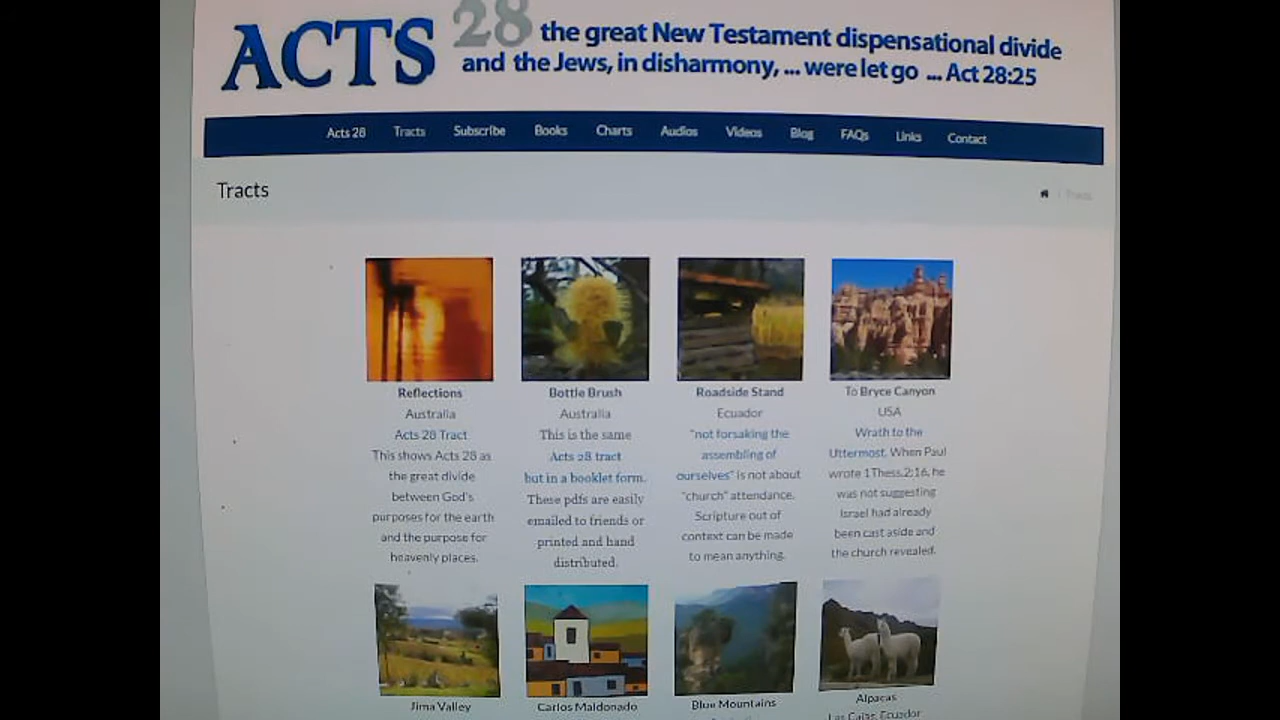 ACTS 28 the great New Testament dispensational divide
and the Jews, in disharmony, ... were let go ... Act 28:25
Acts 28 Tracts Subscribe Books Charts Audios Videos Blog FAQs Links Contact
Tracts
Tracts
Reflections
Australia
Acts 28 Tract
This shows Acts 28 as
the great divide
between God's
purposes for the earth
and the purpose for
heavenly places.
Bottle Brush
Australia
This is the same
Acts 28 tract
but in a booklet form.
These pdfs are easily
emailed to friends or
printed and hand
distributed.
Roadside Stand
Ecuador
"not forsaking the
assembling of
ourselves" is not about
"church" attendance.
Scripture out of
context can be made
to mean anything.
To Bryce Canyon
USA
Wrath to the
Uttermost. When Paul
wrote 1Thess.2:16, he
was not suggesting
Israel had already
been cast aside and
the church revealed.
Jima Valley
Carlos Maldonado
Blue Mountains
Alpacas
Las Cajas, Ecuador